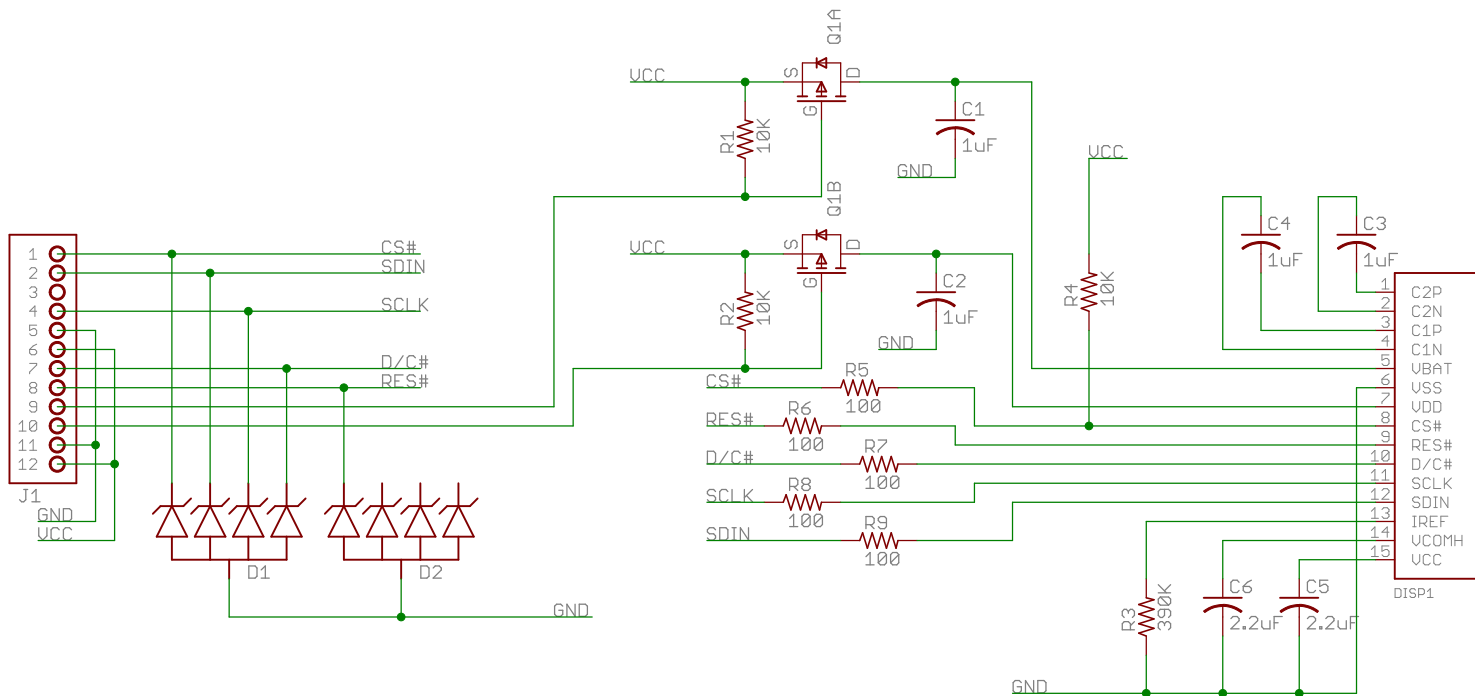 Q1A
VCC
S
D
G
R1
10K
C1
1uF
GND
VCC
Q1B
VCC
S
D
G
R2
10K
C2
1uF
GND
R4
10K
C4
1uF
C3
1uF
1
2
3
4
5
6
7
8
9
10
11
12
J1
CS#
SDIN
SCLK
D/C#
RES#
GND
VCC
D1
D2
GND
CS#
R5
100
RES#
R6
100
D/C#
R7
100
SCLK
R8
100
SDIN
R9
100
1 C2P
2 C2N
3 C1P
4 C1N
5 VBAT
6 VSS
7 VDD
8 CS#
9 RES#
10 D/C#
11 SCLK
12 SDIN
13 IREF
14 VCOMH
15 VCC
DISP1
R3
390K
C6
2.2uF
C5
2.2uF
GND